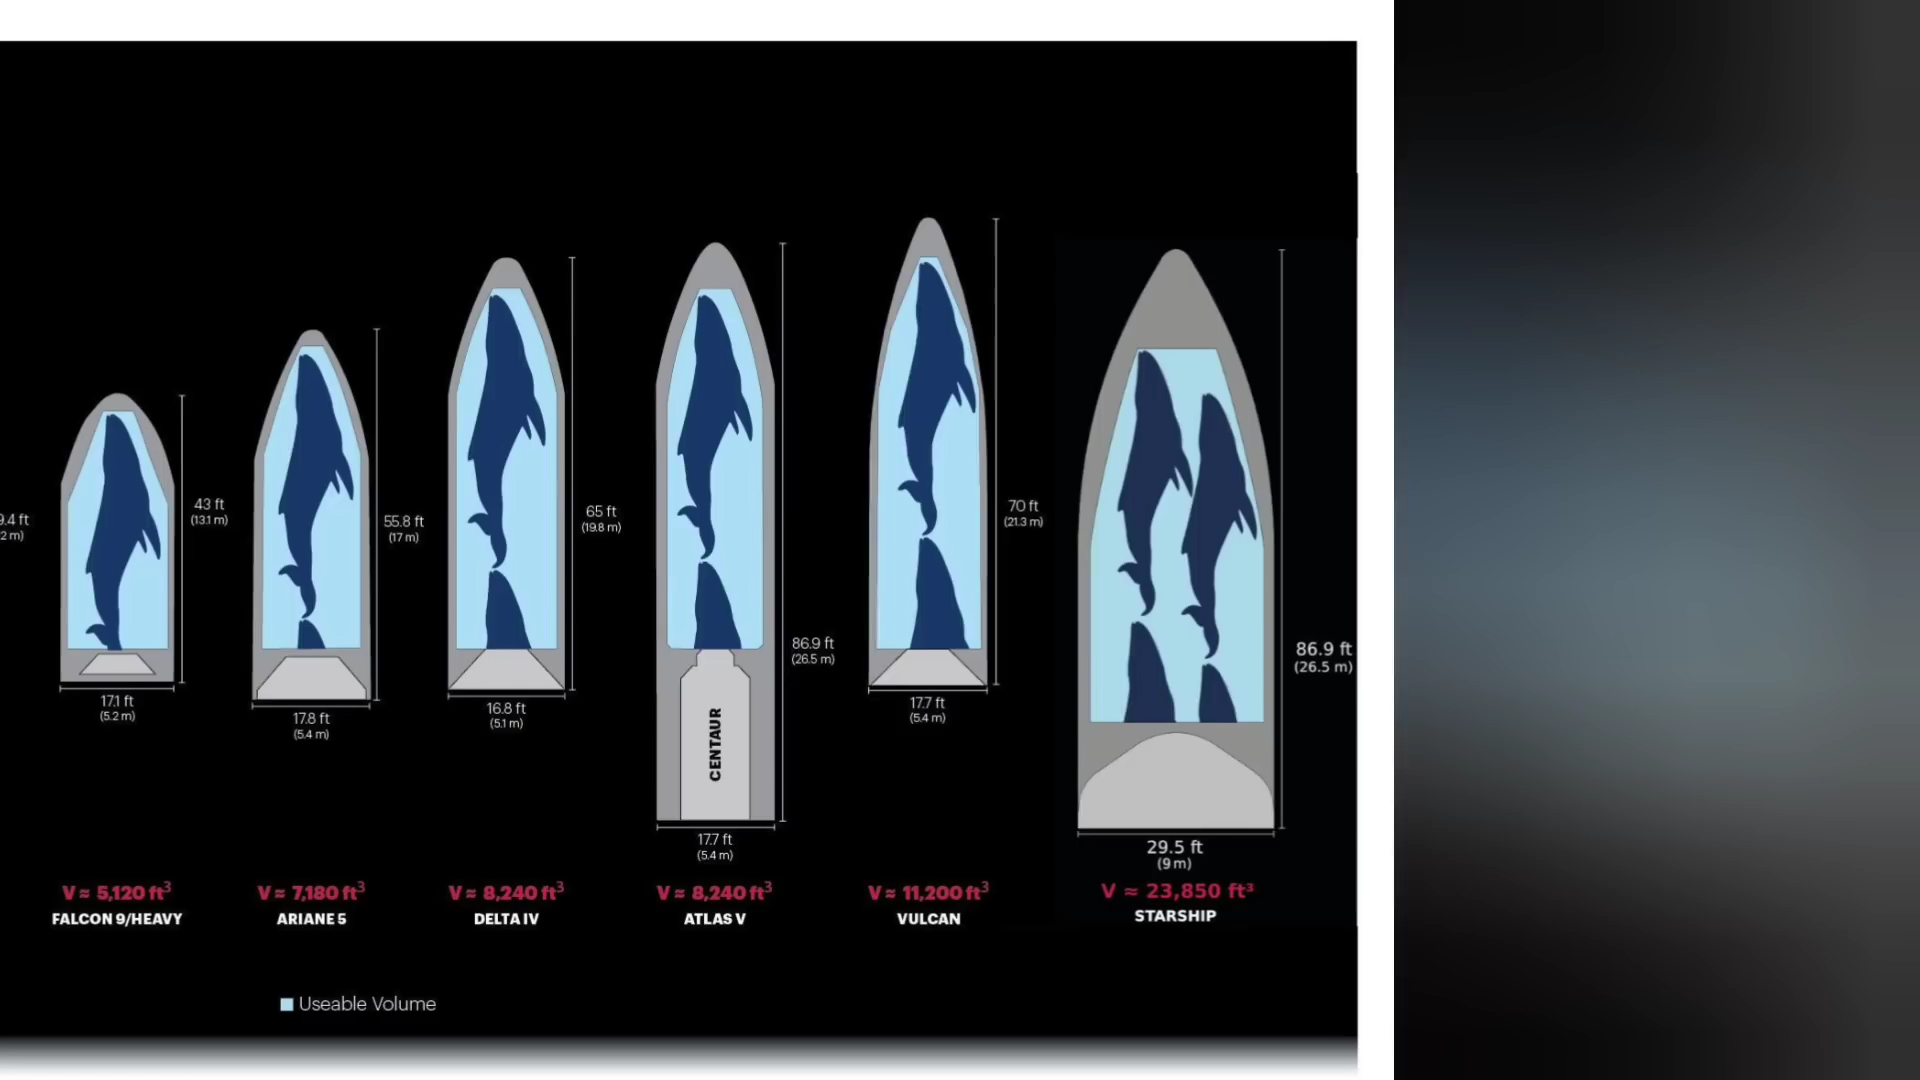 9.4 ft
2 m)
43 ft
(13.1 m)
17.1 ft
(5.2 m)
V ≈ 5,120 ft³
FALCON 9/HEAVY
55.8 ft
(17 m)
17.8 ft
(5.4 m)
V ≈ 7,180 ft³
ARIANE 5
65 ft
(19.8 m)
16.8 ft
(5.1 m)
V ≈ 8,240 ft³
DELTA IV
CENTAUR
86.9 ft
(26.5 m)
17.7 ft
(5.4 m)
V ≈ 8,240 ft³
ATLAS V
70 ft
(21.3 m)
17.7 ft
(5.4 m)
V ≈ 11,200 ft³
VULCAN
86.9 ft
(26.5 m)
29.5 ft
(9 m)
V ≈ 23,850 ft³
STARSHIP
Useable Volume